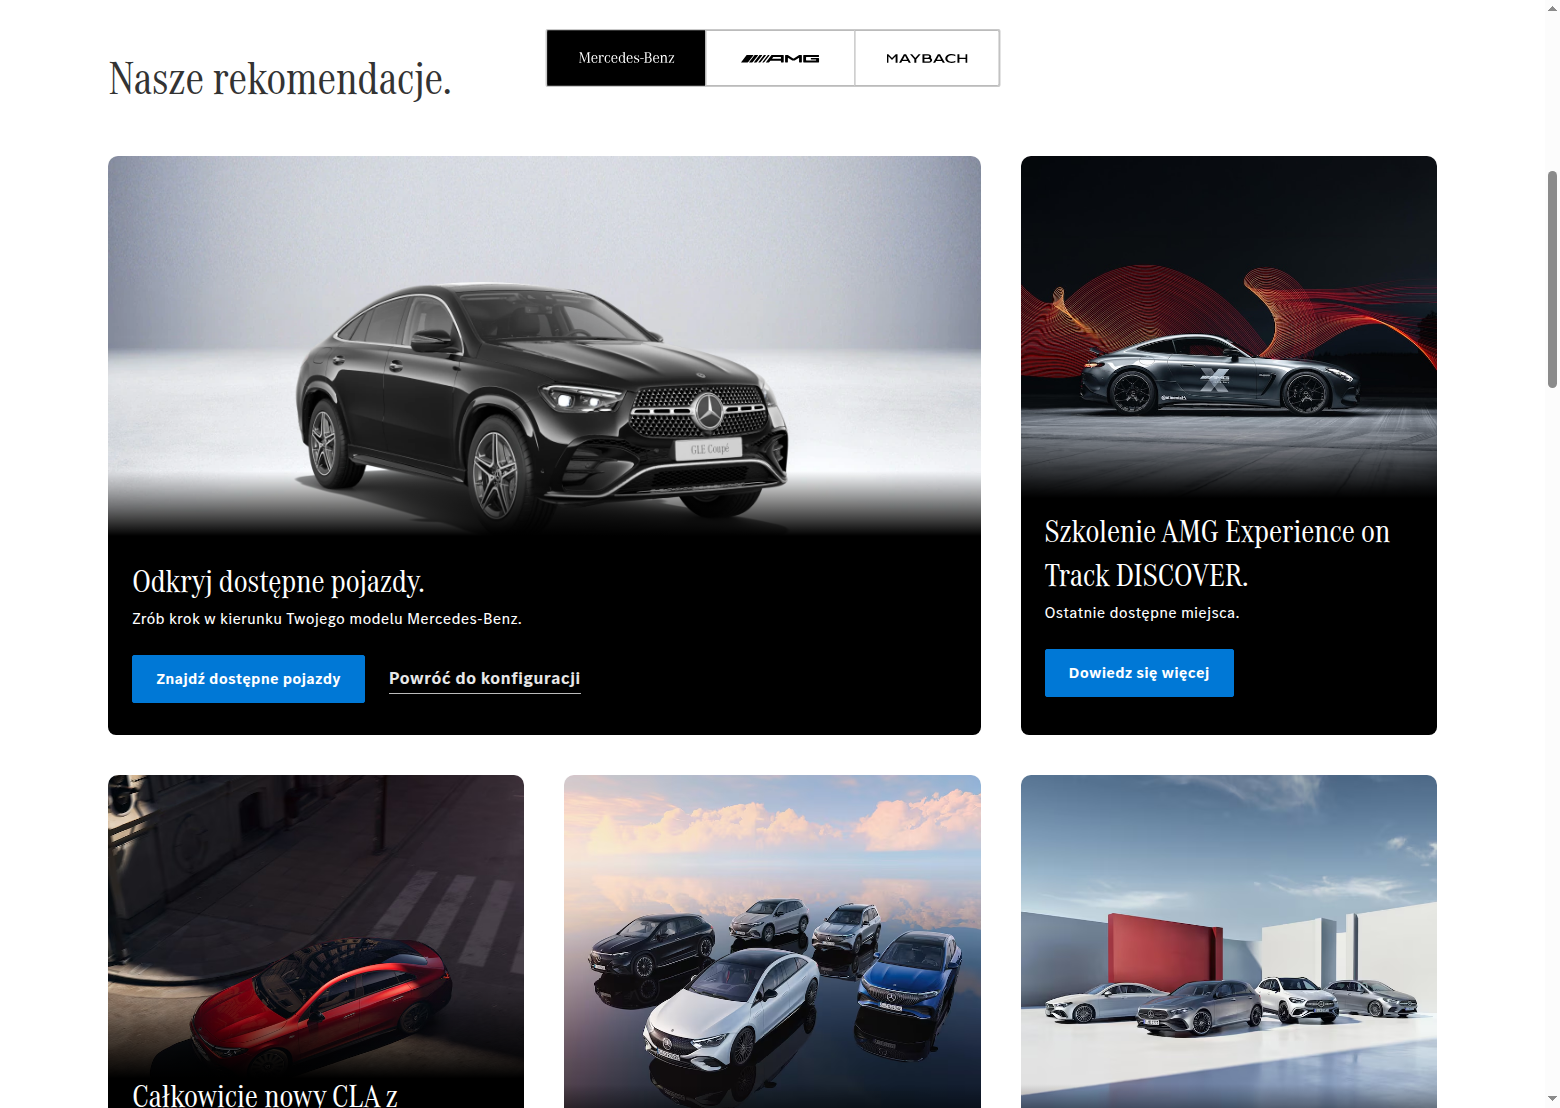 Nasze rekomendacje.
Mercedes-Benz
AMG
MAYBACH
GLE Coupé
Odkryj dostępne pojazdy.
Zrób krok w kierunku Twojego modelu Mercedes-Benz.
Znajdź dostępne pojazdy
Powróć do konfiguracji
AMG
Szkolenie AMG Experience on
Track DISCOVER.
Ostatnie dostępne miejsca.
Dowiedz się więcej
Całkowicie nowy CLA z